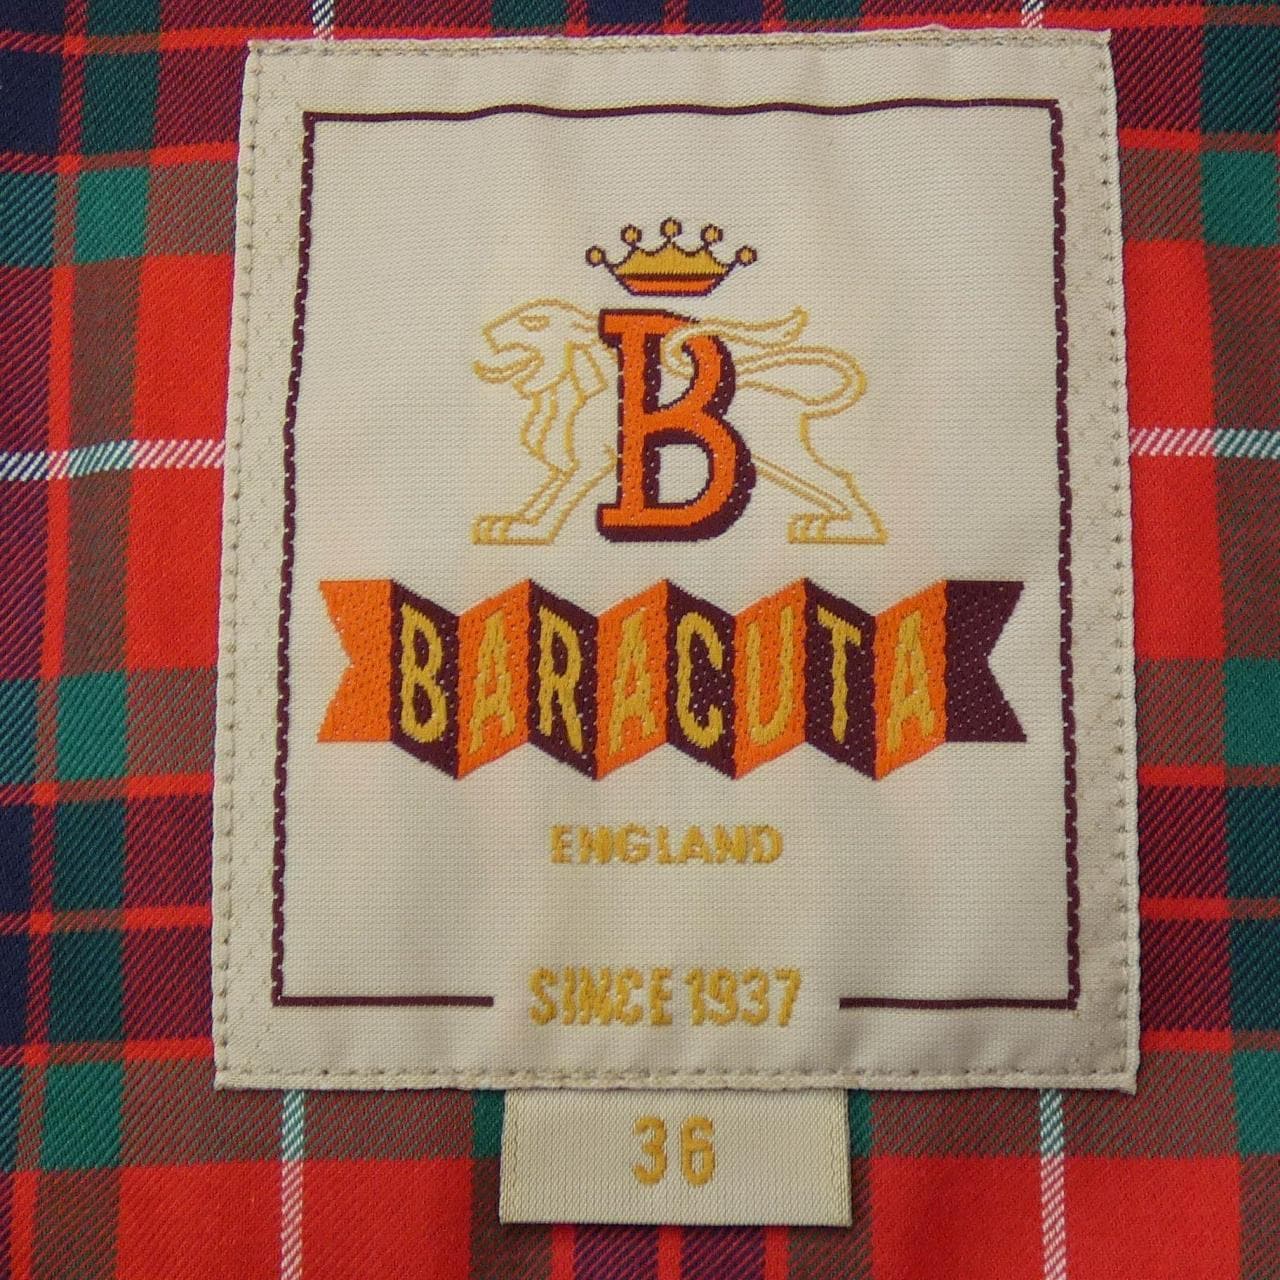 B
BARACUTA
ENGLAND
SINCE 1937
36